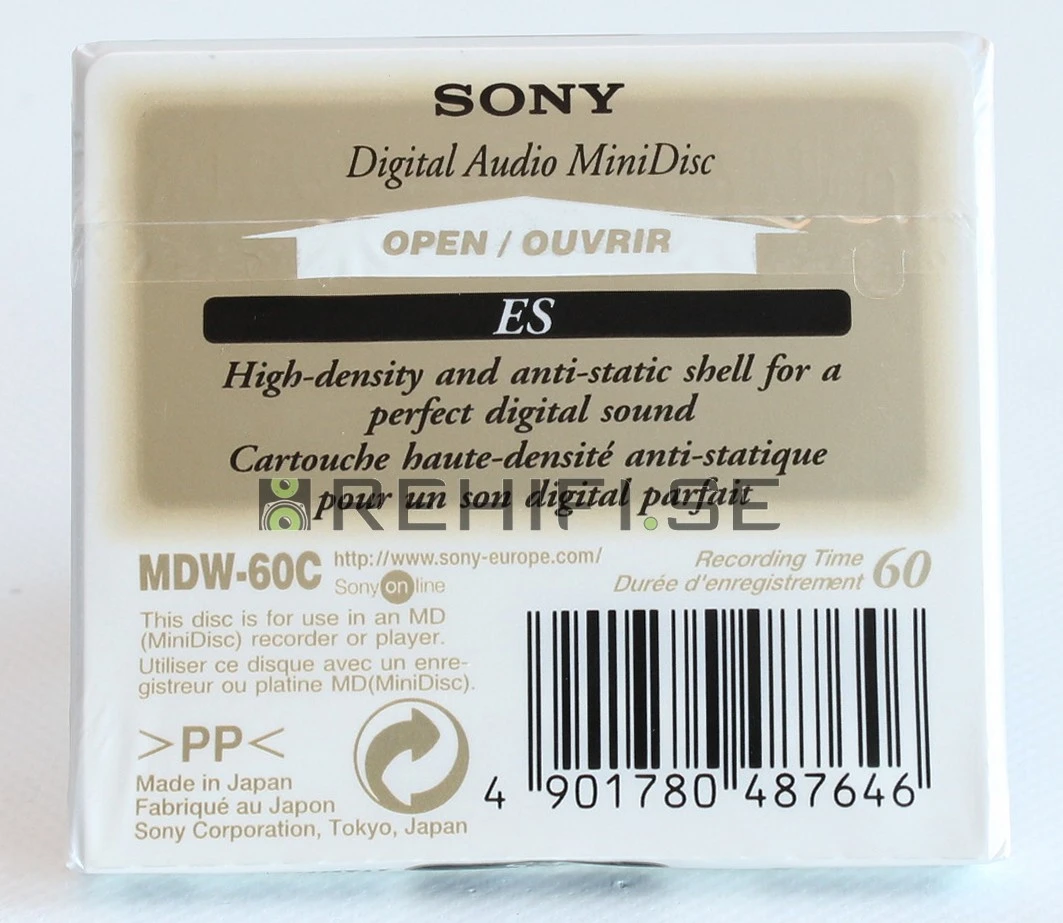 SONY
Digital Audio MiniDisc
OPEN / OUVRIR
ES
High-density and anti-static shell for a
perfect digital sound
Cartouche haute-densité anti-statique
pour un son digital parfait
REHIFI.SE
MDW-60C
http://www.sony-europe.com/
Sony on line
Recording Time
Durée d'enregistrement
60
This disc is for use in an MD
(MiniDisc) recorder or player.
Utiliser ce disque avec un enre-
gistreur ou platine MD(MiniDisc).
>PP<
Made in Japan
Fabriqué au Japon
Sony Corporation, Tokyo, Japan
4 901780 487646